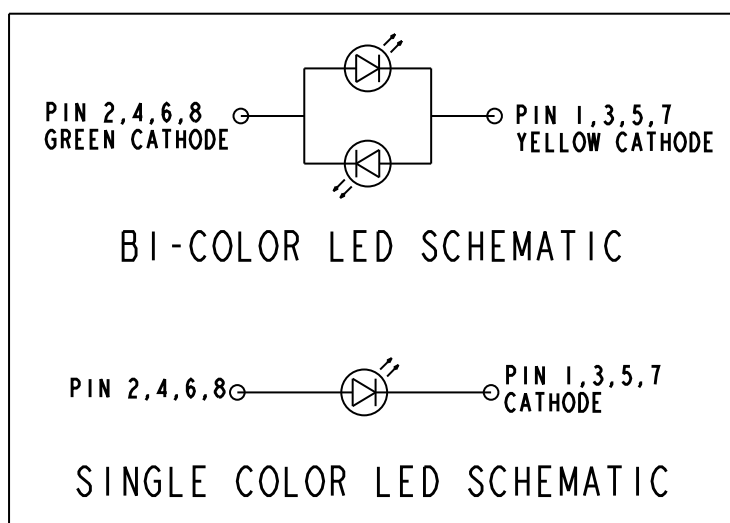 PIN 2,4,6,8
GREEN CATHODE
PIN 1,3,5,7
YELLOW CATHODE
BI-COLOR LED SCHEMATIC
PIN 2,4,6,8
PIN 1,3,5,7
CATHODE
SINGLE COLOR LED SCHEMATIC